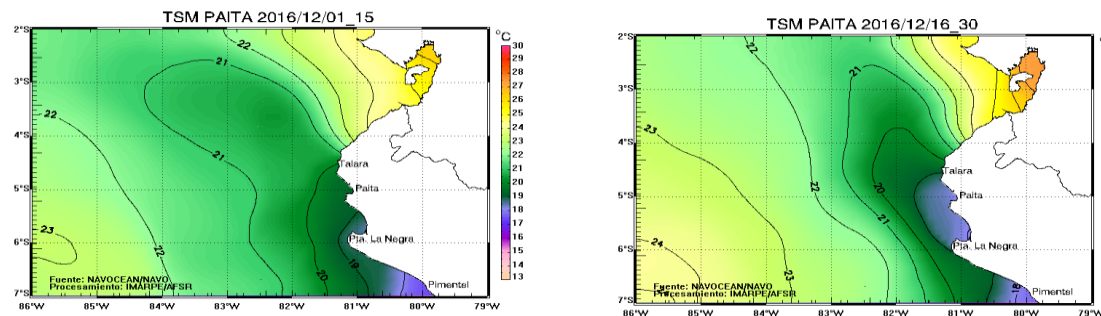 TSM PAITA 2016/12/01_15
2°S
3°S
4°S
5°S
6°S
7°S
22
21
22
21
22
23
20
19
Talara
Paita
Pta. La Negra
Pimentel
Fuente: NAVOCEAN/NAVO
Procesamiento: IMARPE/AFSR
86°W 85°W 84°W 83°W 82°W 81°W 80°W 79°W
°C
30
29
28
27
26
25
24
23
22
21
20
19
18
17
16
15
14
13
TSM PAITA 2016/12/16_30
2°S
3°S
4°S
5°S
6°S
7°S
22
21
23
22
20
21
24
23
18
Talara
Paita
Pta. La Negra
Pimentel
Fuente: NAVOCEAN/NAVO
Procesamiento: IMARPE/AFSR
86°W 85°W 84°W 83°W 82°W 81°W 80°W 79°W